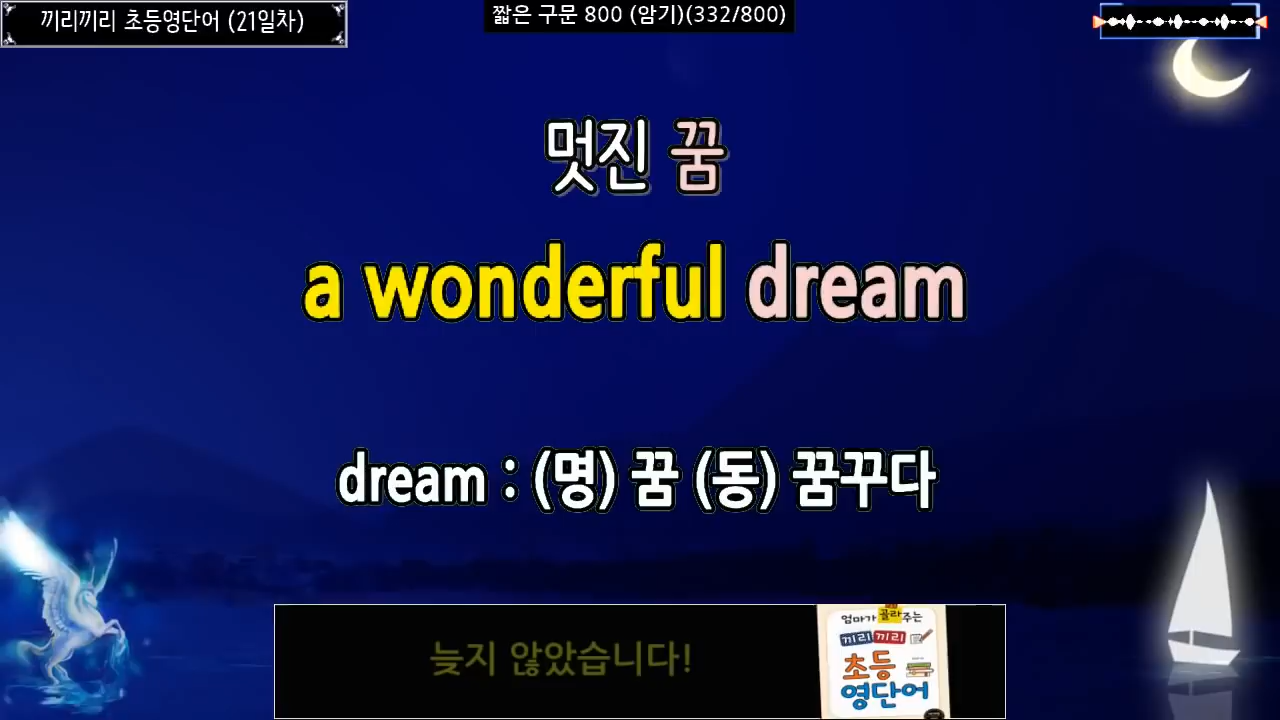 끼리끼리 초등영단어 (21일차)
짧은 구문 800 (암기)(332/800)
멋진 꿈
a wonderful dream
dream : (명) 꿈 (동) 꿈꾸다
늦지 않았습니다!
엄마가 골라주는
끼리끼리
초등
영단어